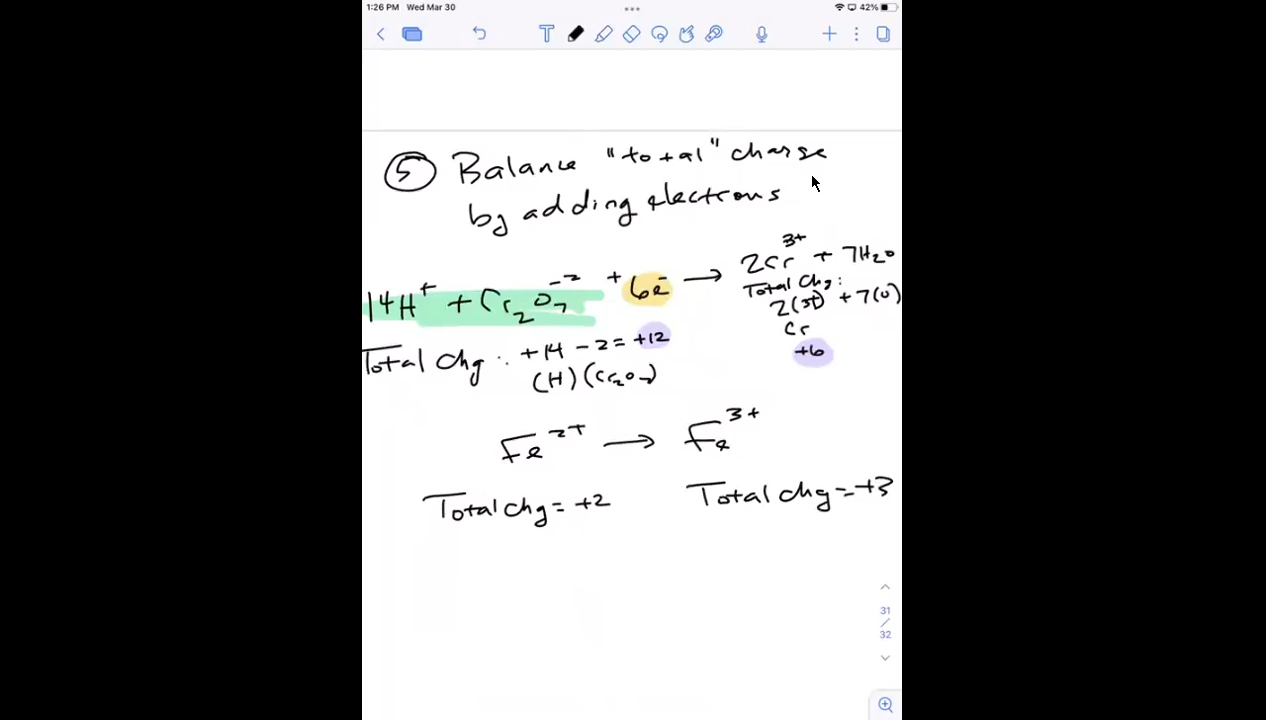 1:26 PM Wed Mar 30
42%
⑤ Balance "total" charge
by adding electrons
14H⁺ + Cr₂O₇⁻² + 6e⁻ → 2Cr³⁺ + 7H₂O
Total Chg: +14 - 2 = +12
(H) (Cr₂O₇)
Total Chg:
2(3+) + 7(0)
Cr
+6
Fe²⁺ → Fe³⁺
Total chg = +2
Total chg = +3
31
/
32